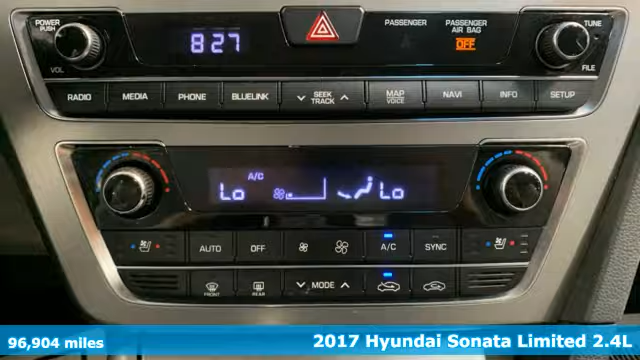 POWER PUSH
VOL
8:27
PASSENGER
PASSENGER AIR BAG
OFF
TUNE
FILE
RADIO MEDIA PHONE BLUELINK SEEK TRACK MAP VOICE NAVI INFO SETUP
A/C
Lo Lo
AUTO OFF A/C SYNC
FRONT REAR MODE
96,904 miles
2017 Hyundai Sonata Limited 2.4L